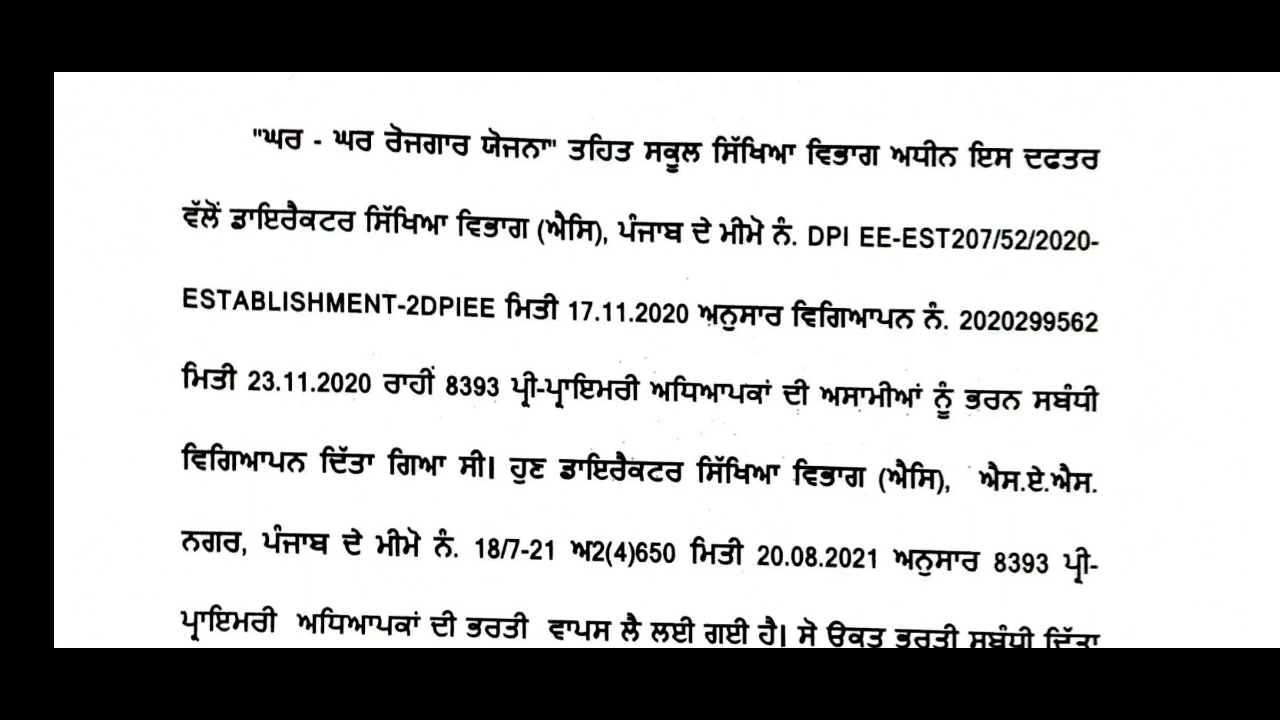 "ਘਰ - ਘਰ ਰੋਜਗਾਰ ਯੋਜਨਾ" ਤਹਿਤ ਸਕੂਲ ਸਿੱਖਿਆ ਵਿਭਾਗ ਅਧੀਨ ਇਸ ਦਫਤਰ
ਵੱਲੋਂ ਡਾਇਰੈਕਟਰ ਸਿੱਖਿਆ ਵਿਭਾਗ (ਐਸਿ), ਪੰਜਾਬ ਦੇ ਮੀਮੋ ਨੰ. DPI EE-EST207/52/2020-
ESTABLISHMENT-2DPIEE ਮਿਤੀ 17.11.2020 ਅਨੁਸਾਰ ਵਿਗਿਆਪਨ ਨੰ. 2020299562
ਮਿਤੀ 23.11.2020 ਰਾਹੀਂ 8393 ਪ੍ਰੀ-ਪ੍ਰਾਇਮਰੀ ਅਧਿਆਪਕਾਂ ਦੀ ਅਸਾਮੀਆਂ ਨੂੰ ਭਰਨ ਸਬੰਧੀ
ਵਿਗਿਆਪਨ ਦਿੱਤਾ ਗਿਆ ਸੀ। ਹੁਣ ਡਾਇਰੈਕਟਰ ਸਿੱਖਿਆ ਵਿਭਾਗ (ਐਸਿ), ਐਸ.ਏ.ਐਸ.
ਨਗਰ, ਪੰਜਾਬ ਦੇ ਮੀਮੋ ਨੰ. 18/7-21 ਅ2(4)650 ਮਿਤੀ 20.08.2021 ਅਨੁਸਾਰ 8393 ਪ੍ਰੀ-
ਪ੍ਰਾਇਮਰੀ ਅਧਿਆਪਕਾਂ ਦੀ ਭਰਤੀ ਵਾਪਸ ਲੈ ਲਈ ਗਈ ਹੈ। ਸੋ ਉਕਤ ਭਰਤੀ ਸਬੰਧੀ ਦਿੱਤਾ